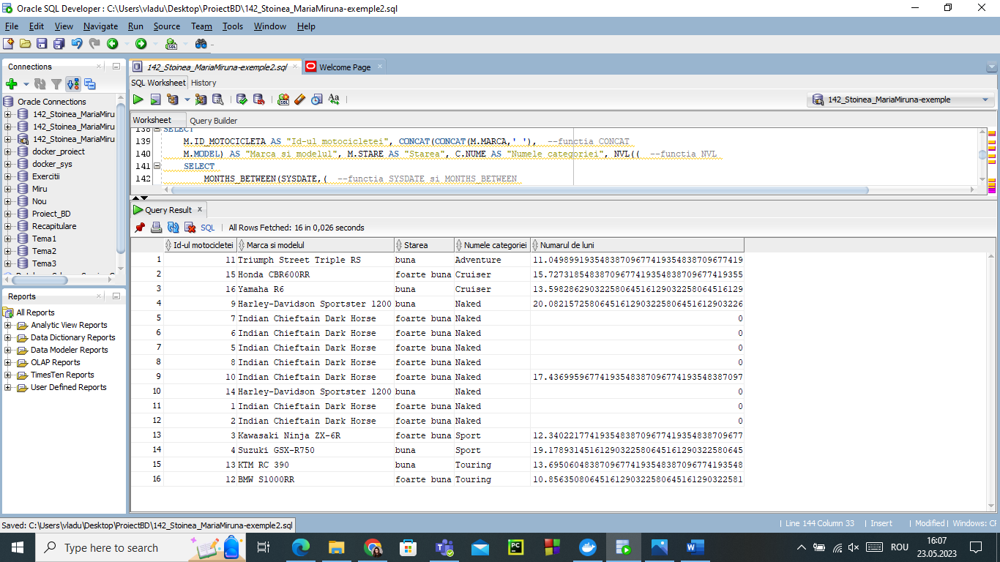 Oracle SQL Developer : C:\Users\vladu\Desktop\ProiectBD\142_Stoinea_MariaMiruna-exemple2.sql
File Edit View Navigate Run Source Team Tools Window Help
Connections
Oracle Connections
142_Stoinea_MariaMiru
142_Stoinea_MariaMiru
142_Stoinea_MariaMiru
docker_proiect
docker_sys
Exercitii
Miru
Nou
Proiect_BD
Recapitulare
Tema1
Tema2
Tema3
Reports
All Reports
Analytic View Reports
Data Dictionary Reports
Data Modeler Reports
OLAP Reports
TimesTen Reports
User Defined Reports
142_Stoinea_MariaMiruna-exemple2.sql Welcome Page
SQL Worksheet History
142_Stoinea_MariaMiruna-exemple
Worksheet Query Builder
138 SELECT
139 M.ID_MOTOCICLETA AS "Id-ul motocicletei", CONCAT(CONCAT(M.MARCA,' '), --functia CONCAT
140 M.MODEL) AS "Marca si modelul", M.STARE AS "Starea", C.NUME AS "Numele categoriei", NVL(( --functia NVL
141 SELECT
142 MONTHS_BETWEEN(SYSDATE,( --functia SYSDATE si MONTHS_BETWEEN
Query Result x
SQL | All Rows Fetched: 16 in 0,026 seconds
Id-ul motocicletei Marca si modelul Starea Numele categoriei Numarul de luni
1 11 Triumph Street Triple RS buna Adventure 11.0498991935483870967741935483870967741​9
2 15 Honda CBR600RR foarte buna Cruiser 15.7273185483870967741935483870967741935​5
3 16 Yamaha R6 buna Cruiser 13.5982862903225806451612903225806451612​9
4 9 Harley-Davidson Sportster 1200 buna Naked 20.0821572580645161290322580645161290322​6
5 7 Indian Chieftain Dark Horse foarte buna Naked 0
6 6 Indian Chieftain Dark Horse foarte buna Naked 0
7 5 Indian Chieftain Dark Horse foarte buna Naked 0
8 8 Indian Chieftain Dark Horse foarte buna Naked 0
9 10 Indian Chieftain Dark Horse foarte buna Naked 17.4369959677419354838709677419354838709​7
10 14 Harley-Davidson Sportster 1200 buna Naked 0
11 1 Indian Chieftain Dark Horse foarte buna Naked 0
12 2 Indian Chieftain Dark Horse foarte buna Naked 0
13 3 Kawasaki Ninja ZX-6R foarte buna Sport 12.3402217741935483870967741935483870967​7
14 4 Suzuki GSX-R750 buna Sport 19.1789314516129032258064516129032258064​5
15 13 KTM RC 390 buna Touring 13.6950604838709677419354838709677419354​8
16 12 BMW S1000RR foarte buna Touring 10.8563508064516129032258064516129032258​1
Saved: C:\Users\vladu\Desktop\ProiectBD\142_Stoinea_MariaMiruna-exemple2.sql
| Line 144 Column 33 | Insert | Modified | Windows: CF
Type here to search
ROU
16:07
23.05.2023